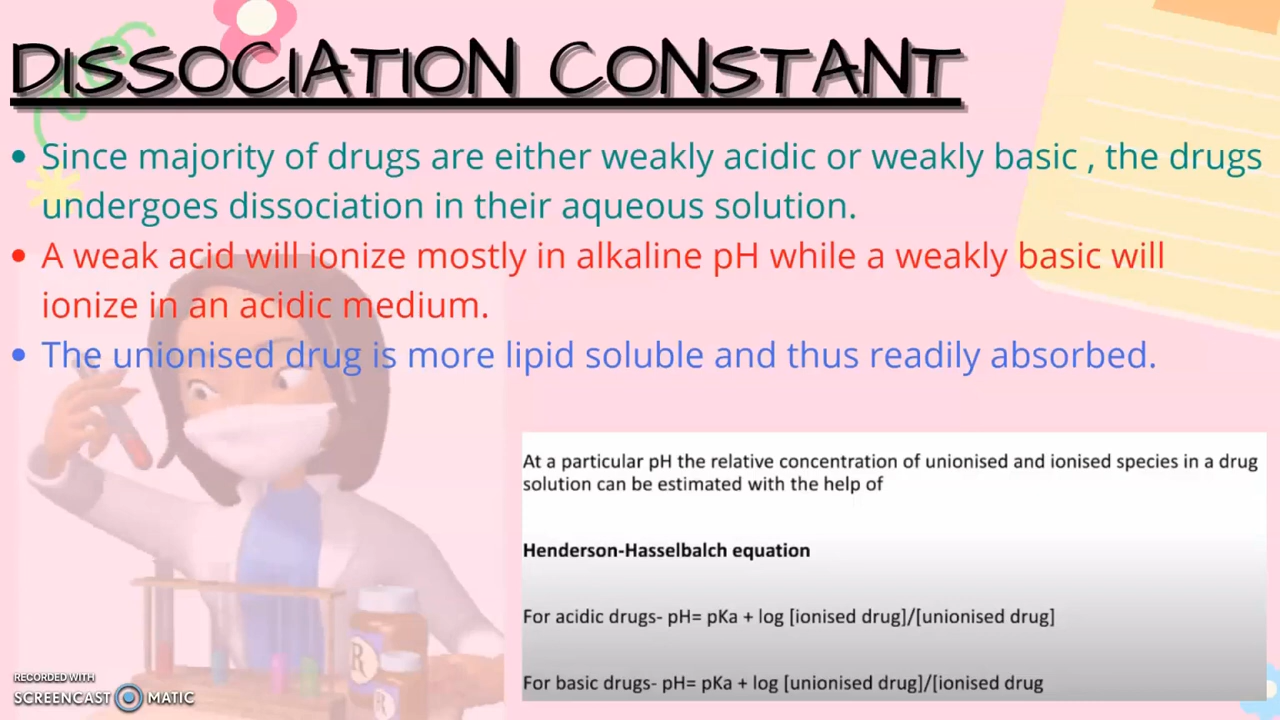 DISSOCIATION CONSTANT
• Since majority of drugs are either weakly acidic or weakly basic , the drugs
undergoes dissociation in their aqueous solution.
• A weak acid will ionize mostly in alkaline pH while a weakly basic will
ionize in an acidic medium.
• The unionised drug is more lipid soluble and thus readily absorbed.
At a particular pH the relative concentration of unionised and ionised species in a drug
solution can be estimated with the help of
Henderson-Hasselbalch equation
For acidic drugs- pH= pKa + log [ionised drug]/[unionised drug]
For basic drugs- pH= pKa + log [unionised drug]/[ionised drug
RECORDED WITH
SCREENCAST MATIC